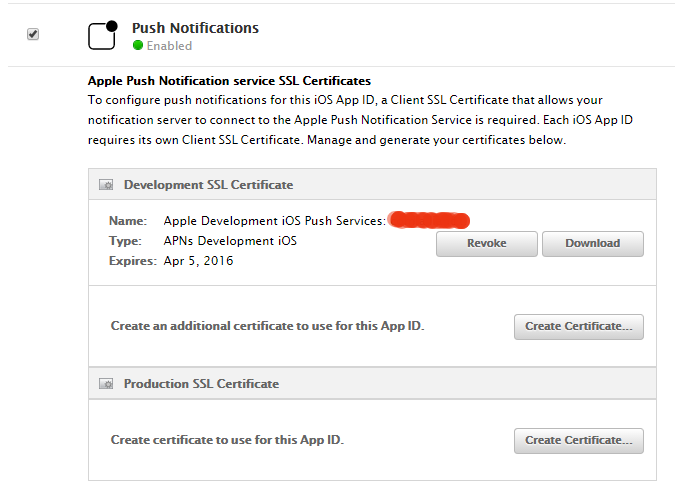 Push Notifications
Enabled
Apple Push Notification service SSL Certificates
To configure push notifications for this iOS App ID, a Client SSL Certificate that allows your
notification server to connect to the Apple Push Notification Service is required. Each iOS App ID
requires its own Client SSL Certificate. Manage and generate your certificates below.
Development SSL Certificate
Name: Apple Development iOS Push Services:
Type: APNs Development iOS
Revoke
Download
Expires: Apr 5, 2016
Create an additional certificate to use for this App ID.
Create Certificate...
Production SSL Certificate
Create certificate to use for this App ID.
Create Certificate...